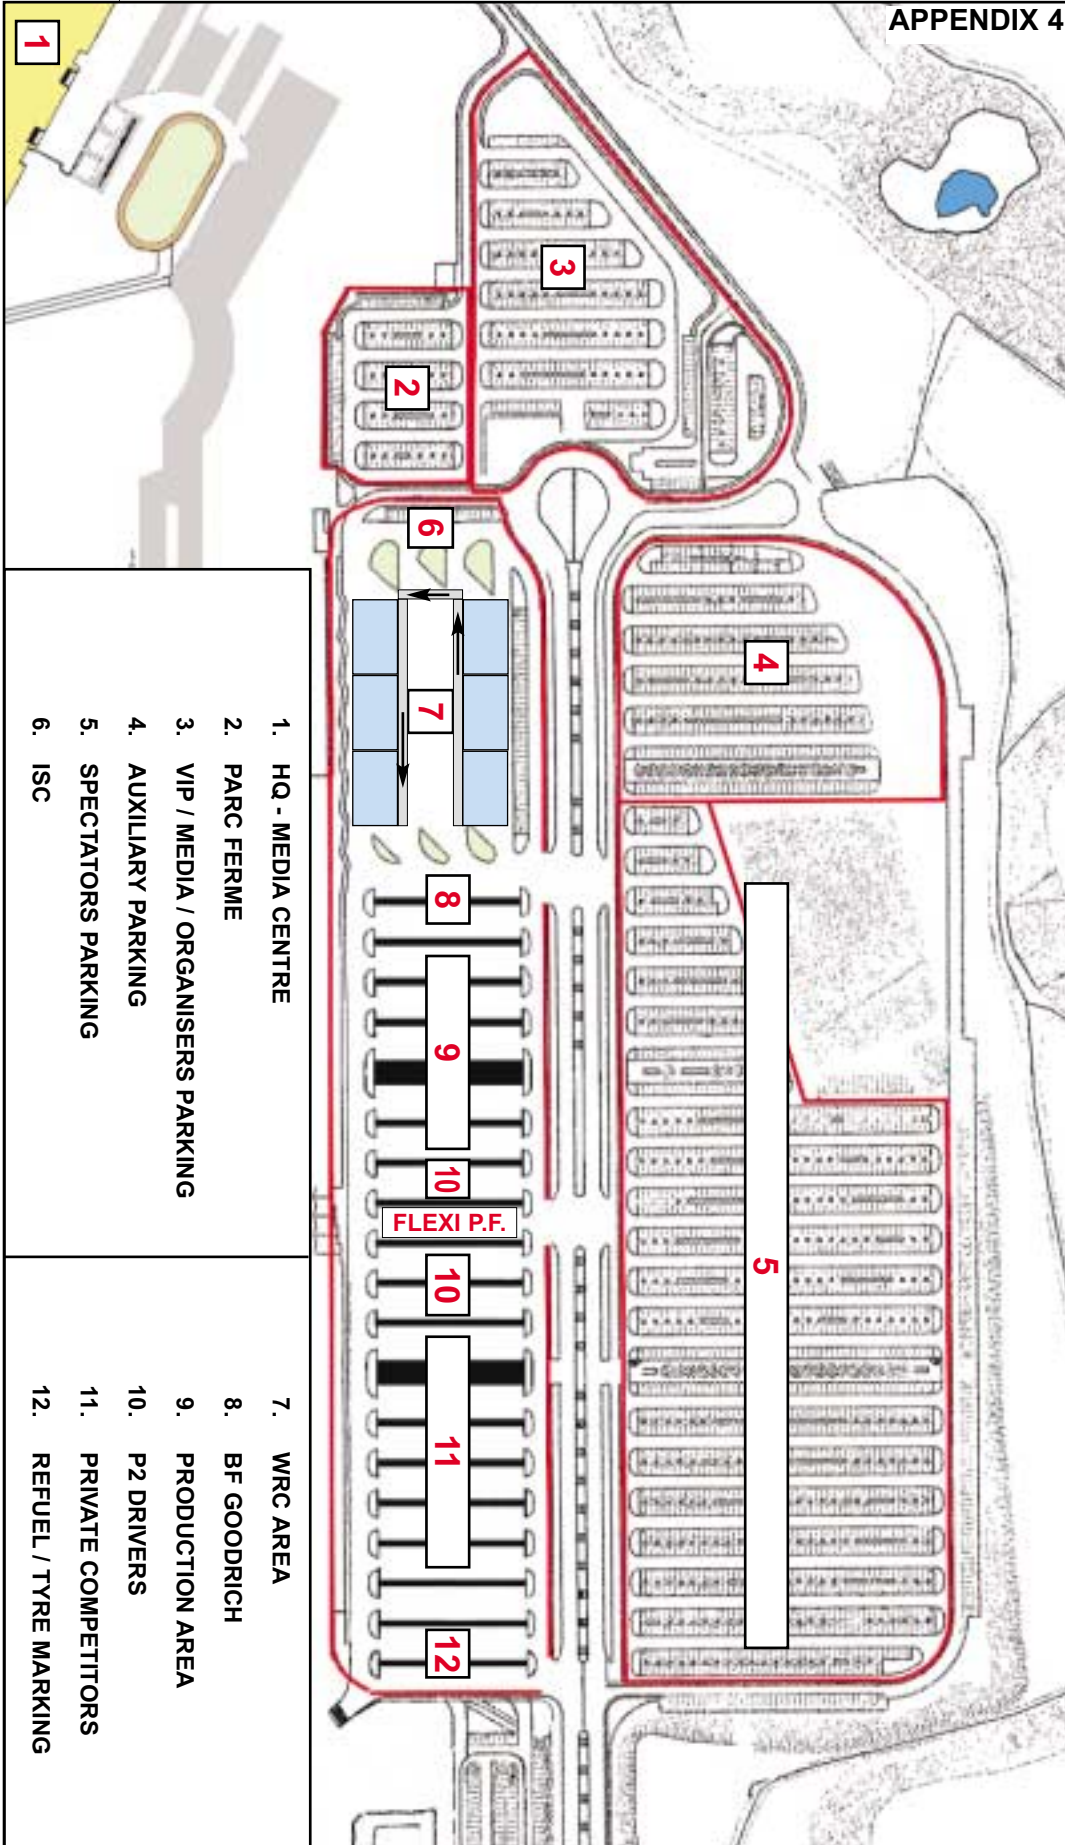 APPENDIX 4
1
2
3
4
5
6
7
8
9
10
FLEXI P.F.
10
11
12
1. HQ - MEDIA CENTRE
2. PARC FERME
3. VIP / MEDIA / ORGANISERS PARKING
4. AUXILIARY PARKING
5. SPECTATORS PARKING
6. ISC
7. WRC AREA
8. BF GOODRICH
9. PRODUCTION AREA
10. P2 DRIVERS
11. PRIVATE COMPETITORS
12. REFUEL / TYRE MARKING